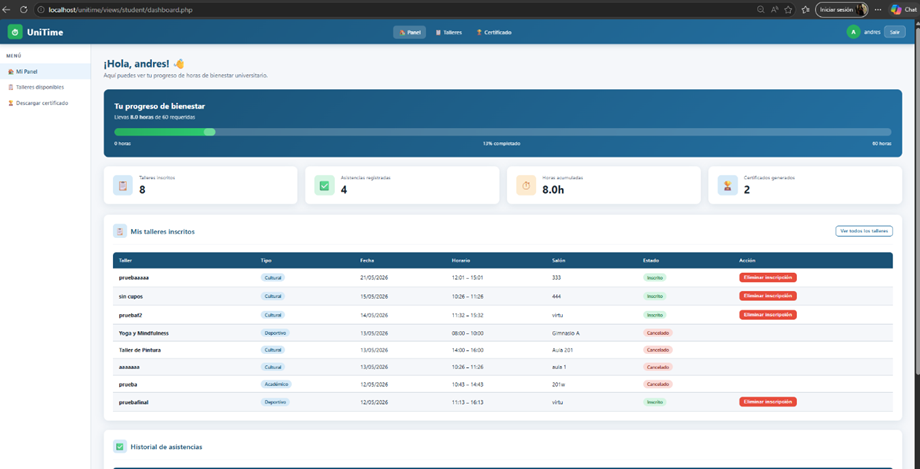 localhost/unitime/views/student/dashboard.php
Iniciar sesión
Chat
UniTime
Panel
Talleres
Certificado
A
andres
Salir
MENÚ
Mi Panel
Talleres disponibles
Descargar certificado
¡Hola, andres!
Aquí puedes ver tu progreso de horas de bienestar universitario.
Tu progreso de bienestar
Llevas 8.0 horas de 60 requeridas
0 horas
13% completado
60 horas
Talleres inscritos
8
Asistencias registradas
4
Horas acumuladas
8.0h
Certificados generados
2
Mis talleres inscritos
Ver todos los talleres
Taller Tipo Fecha Horario Salón Estado Acción
pruebaaaaa Cultural 21/05/2026 12:01 – 15:01 333 Inscrito Eliminar inscripción
sin cupos Cultural 15/05/2026 10:26 – 11:26 444 Inscrito Eliminar inscripción
pruebat2 Cultural 14/05/2026 11:32 – 15:32 virtu Inscrito Eliminar inscripción
Yoga y Mindfulness Deportivo 13/05/2026 08:00 – 10:00 Gimnasio A Cancelado
Taller de Pintura Cultural 13/05/2026 14:00 – 16:00 Aula 201 Cancelado
aaaaaaa Cultural 13/05/2026 10:26 – 11:26 aula 1 Cancelado
prueba Académico 12/05/2026 10:45 – 14:45 201w Cancelado
pruebafinal Deportivo 12/05/2026 11:13 – 16:13 virtu Inscrito Eliminar inscripción
Historial de asistencias